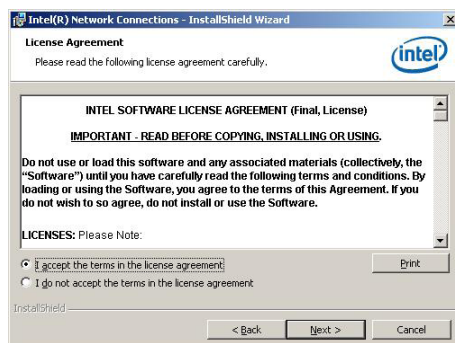 Intel(R) Network Connections - InstallShield Wizard
License Agreement
Please read the following license agreement carefully.
intel
INTEL SOFTWARE LICENSE AGREEMENT (Final, License)
IMPORTANT - READ BEFORE COPYING, INSTALLING OR USING.
Do not use or load this software and any associated materials (collectively, the
“Software”) until you have carefully read the following terms and conditions. By
loading or using the Software, you agree to the terms of this Agreement. If you
do not wish to so agree, do not install or use the Software.
LICENSES: Please Note:
I accept the terms in the license agreement
Print
I do not accept the terms in the license agreement
InstallShield
< Back
Next >
Cancel